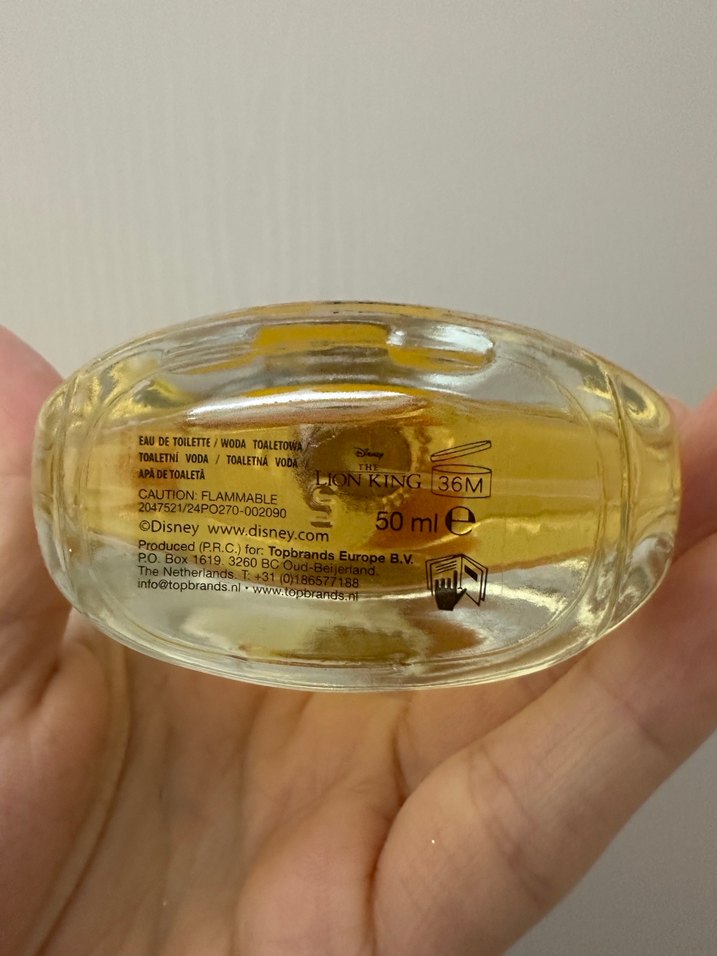 EAU DE TOILETTE / WODA TOALETOWA
TOALETNÍ VODA / TOALETNÁ VODA
APĂ DE TOALETĂ
CAUTION: FLAMMABLE
2047521/24PO270-002090
©Disney www.disney.com
Produced (P.R.C.) for: Topbrands Europe B.V.
P.O. Box 1619. 3260 BC Oud-Beijerland.
The Netherlands. T: +31 (0)186577188
info@topbrands.nl • www.topbrands.nl
Disney
THE
LION KING
36M
50 ml ℮